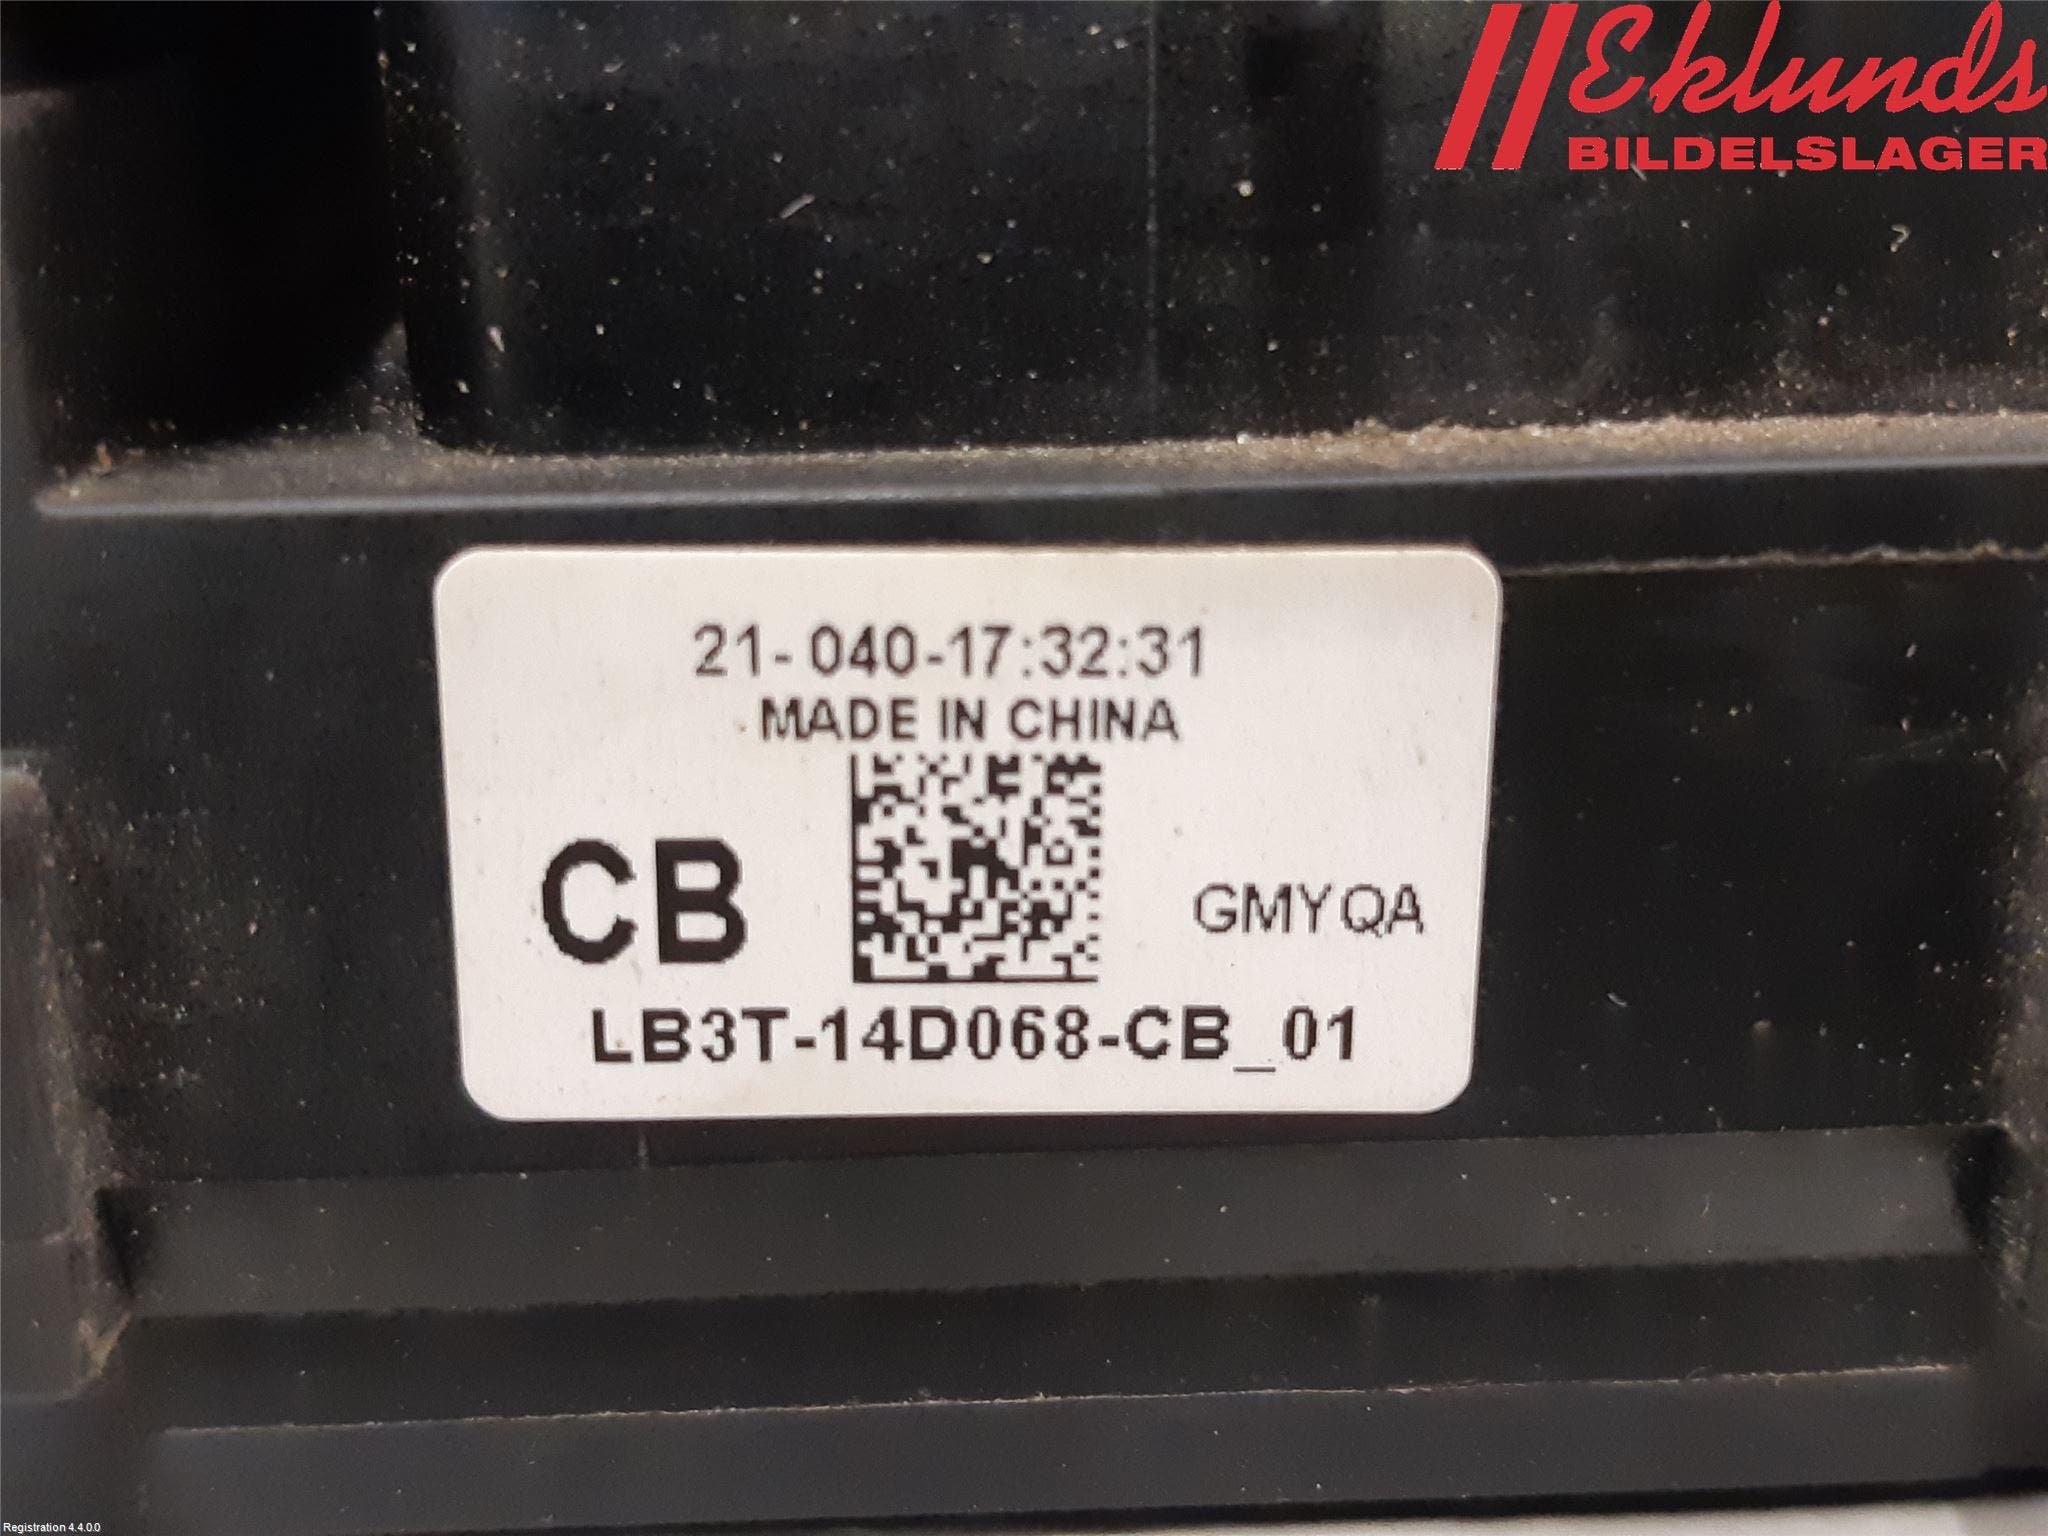 Eklunds
BILDELSLAGER
21-040-17:32:31
MADE IN CHINA
CB
GMYQA
LB3T-14D068-CB_01
Registration 4.4.0.0